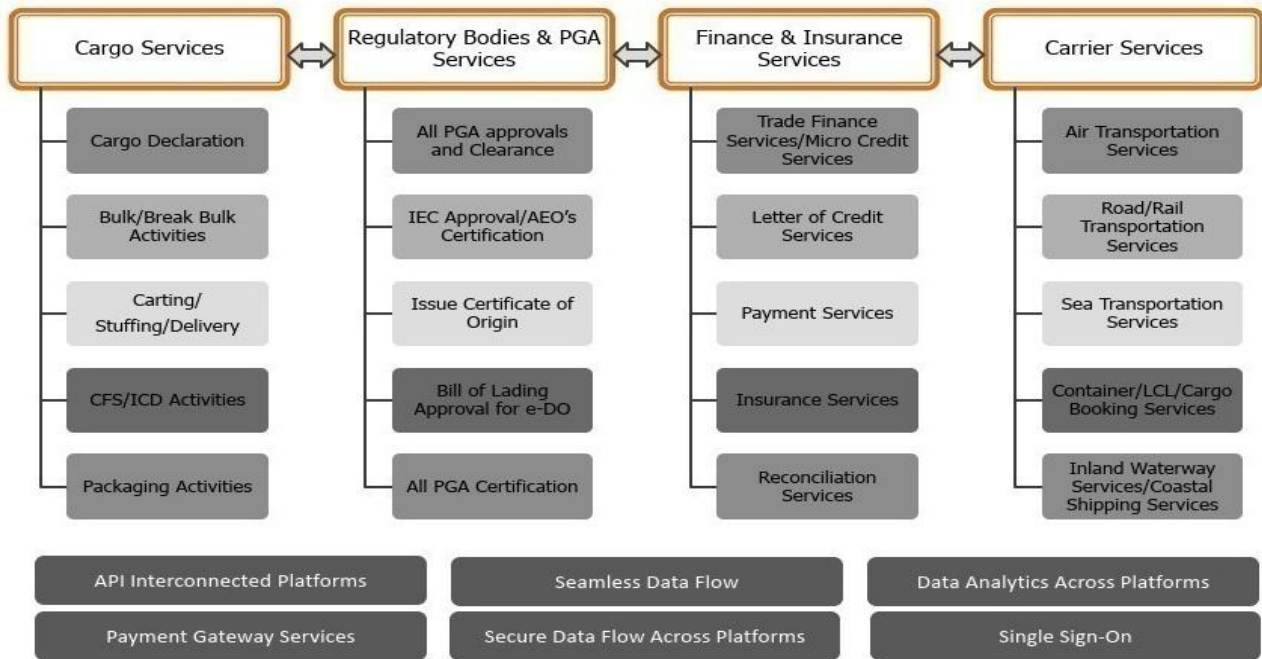 Cargo Services
Regulatory Bodies & PGA
Services
Finance & Insurance
Services
Carrier Services
Cargo Declaration
Bulk/Break Bulk
Activities
Carting/
Stuffing/Delivery
CFS/ICD Activities
Packaging Activities
All PGA approvals
and Clearance
IEC Approval/AEO's
Certification
Issue Certificate of
Origin
Bill of Lading
Approval for e-DO
All PGA Certification
Trade Finance
Services/Micro Credit
Services
Letter of Credit
Services
Payment Services
Insurance Services
Reconciliation
Services
Air Transportation
Services
Road/Rail
Transportation
Services
Sea Transportation
Services
Container/LCL/Cargo
Booking Services
Inland Waterway
Services/Coastal
Shipping Services
API Interconnected Platforms
Seamless Data Flow
Data Analytics Across Platforms
Payment Gateway Services
Secure Data Flow Across Platforms
Single Sign-On